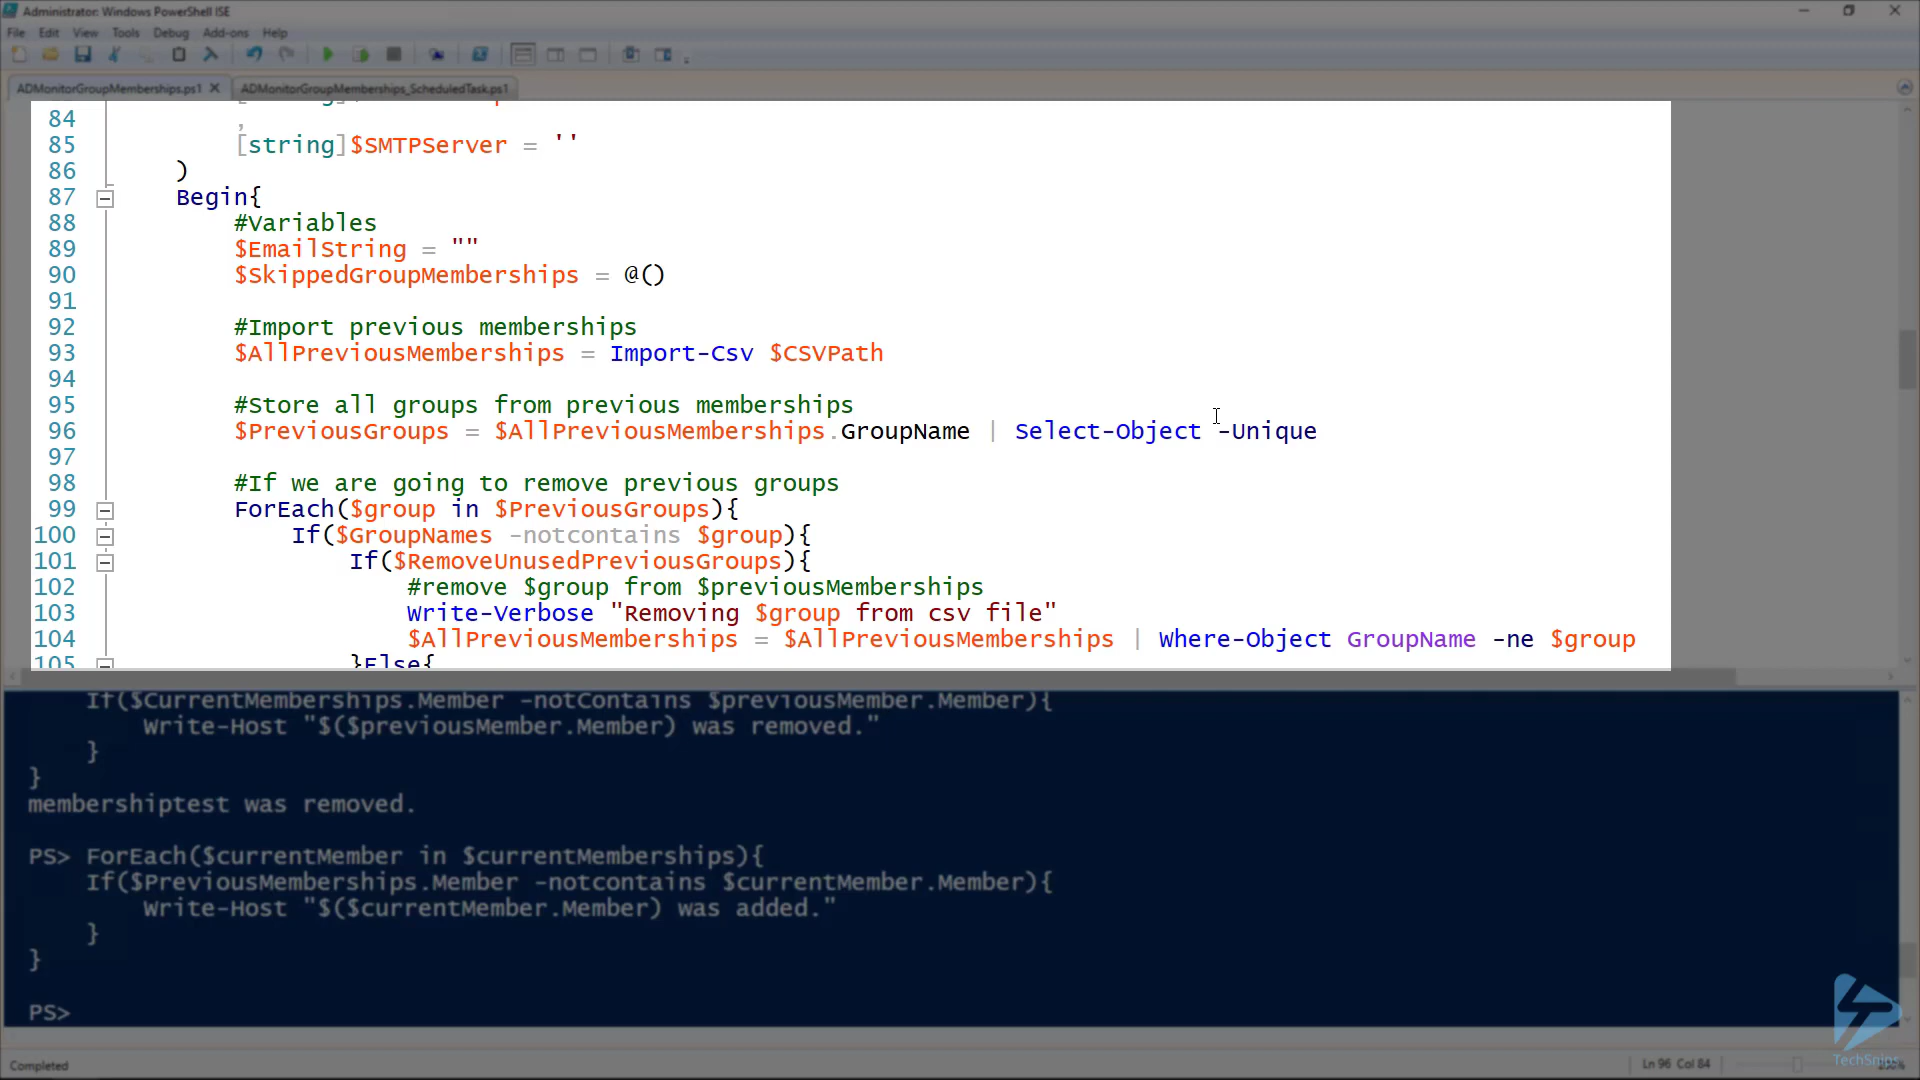 Administrator: Windows PowerShell ISE
File Edit View Tools Debug Add-ons Help
ADMonitorGroupMemberships.ps1 ADMonitorGroupMemberships_ScheduledTask.ps1
84 ,
85 [string]$SMTPServer = ''
86 )
87 Begin{
88 #Variables
89 $EmailString = ""
90 $SkippedGroupMemberships = @()
91
92 #Import previous memberships
93 $AllPreviousMemberships = Import-Csv $CSVPath
94
95 #Store all groups from previous memberships
96 $PreviousGroups = $AllPreviousMemberships.GroupName | Select-Object -Unique
97
98 #If we are going to remove previous groups
99 ForEach($group in $PreviousGroups){
100 If($GroupNames -notcontains $group){
101 If($RemoveUnusedPreviousGroups){
102 #remove $group from $previousMemberships
103 Write-Verbose "Removing $group from csv file"
104 $AllPreviousMemberships = $AllPreviousMemberships | Where-Object GroupName -ne $group
105 }Else{
If($CurrentMemberships.Member -notContains $previousMember.Member){
Write-Host "$($previousMember.Member) was removed."
}
}
membershiptest was removed.
PS> ForEach($currentMember in $currentMemberships){
If($PreviousMemberships.Member -notcontains $currentMember.Member){
Write-Host "$($currentMember.Member) was added."
}
}
PS>
Completed Ln 96 Col 84
TechSnips